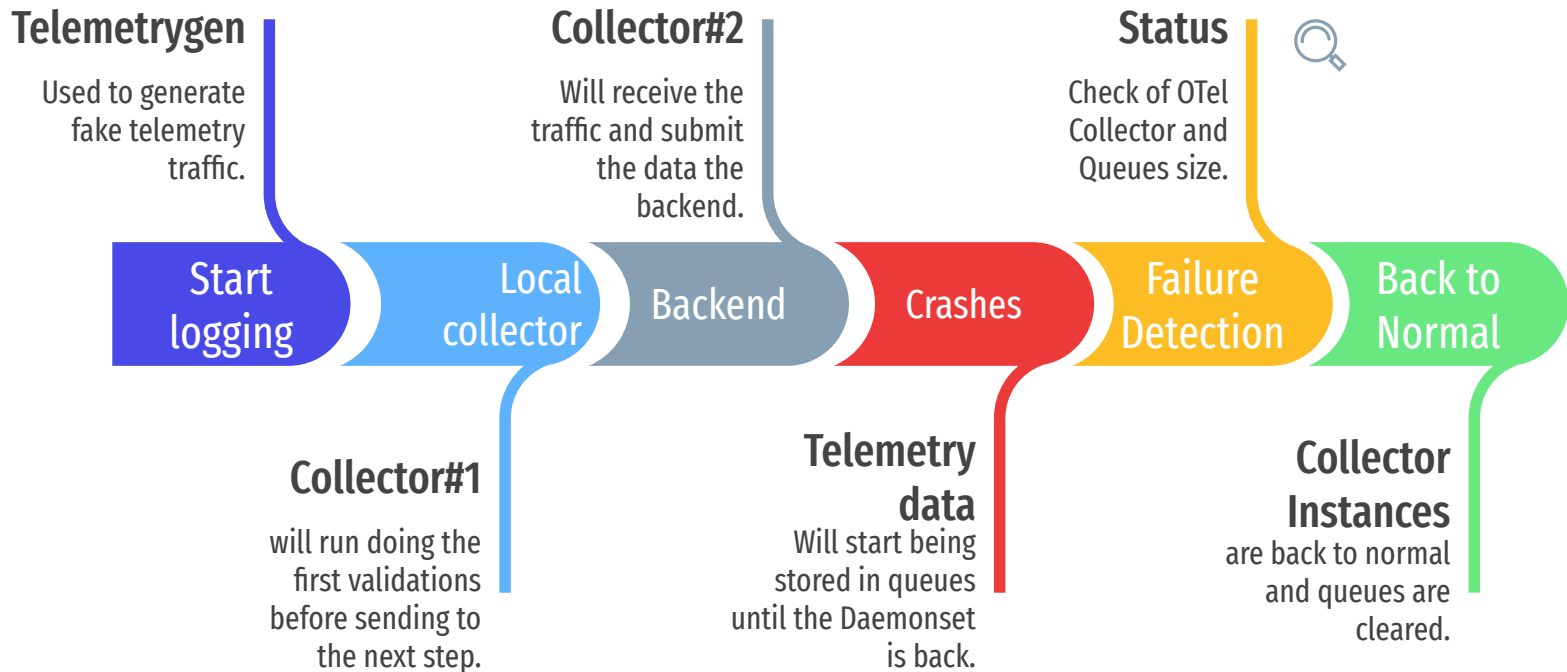 Telemetrygen
Used to generate
fake telemetry
traffic.
Collector#2
Will receive the
traffic and submit
the data the
backend.
Status
Check of OTel
Collector and
Queues size.
Start
logging
Local
collector
Backend
Crashes
Failure
Detection
Back to
Normal
Collector#1
will run doing the
first validations
before sending to
the next step.
Telemetry
data
Will start being
stored in queues
until the Daemonset
is back.
Collector
Instances
are back to normal
and queues are
cleared.